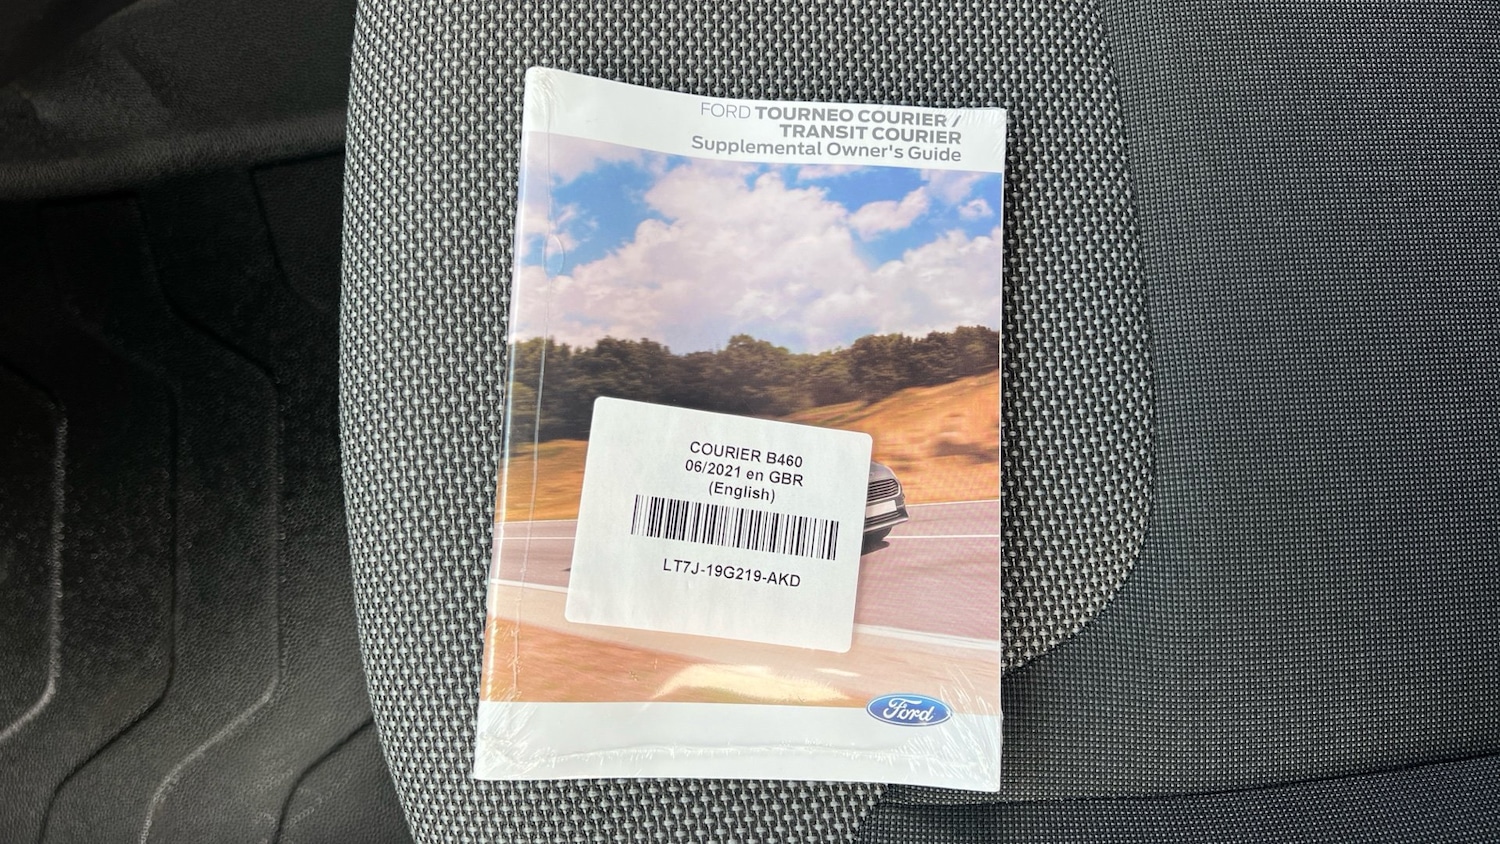 FORD TOURNEO COURIER /
TRANSIT COURIER
Supplemental Owner's Guide
COURIER B460
06/2021 en GBR
(English)
LT7J-19G219-AKD
Ford